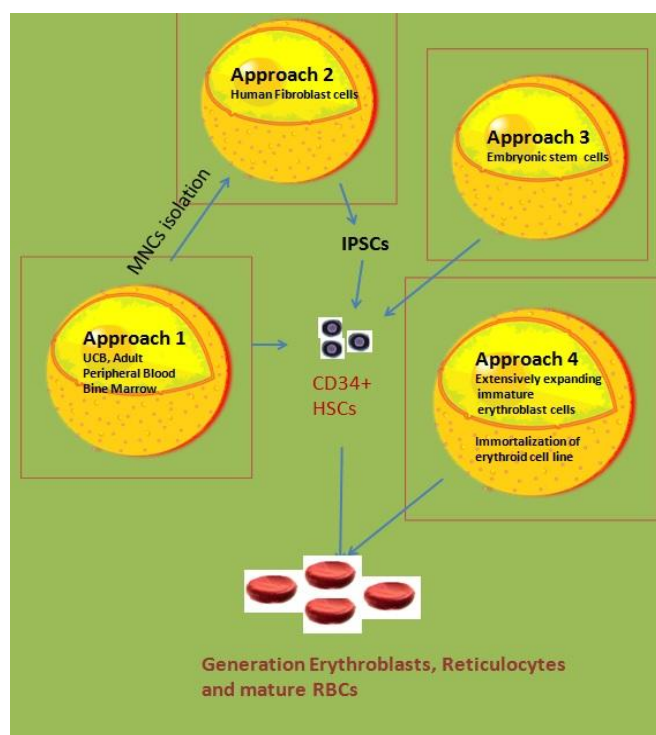 Approach 2
Human Fibroblast cells
Approach 3
Embryonic stem cells
MNCs isolation
IPSCs
Approach 1
UCB, Adult
Peripheral Blood
Bine Marrow
CD34+
HSCs
Approach 4
Extensively expanding
immature
erythroblast cells
Immortalization of
erythroid cell line
Generation Erythroblasts, Reticulocytes
and mature RBCs